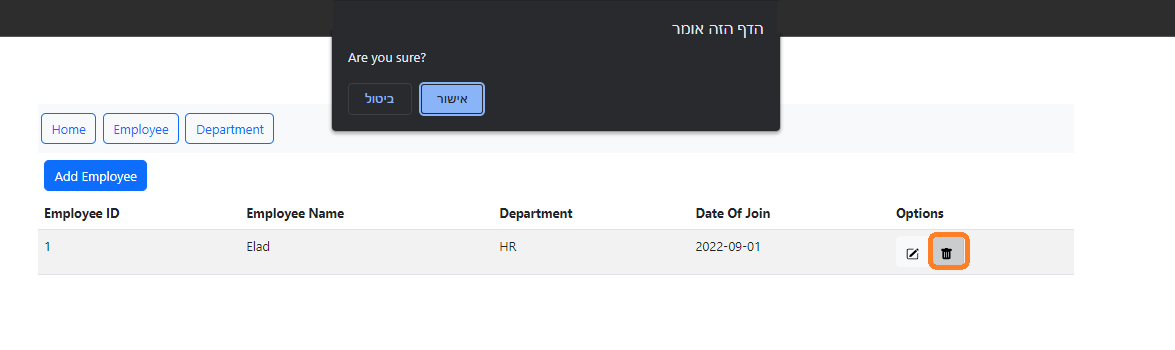 הדף הזה אומר
Are you sure?
ביטול אישור
Home Employee Department
Add Employee
Employee ID Employee Name Department Date Of Join Options
1 Elad HR 2022-09-01